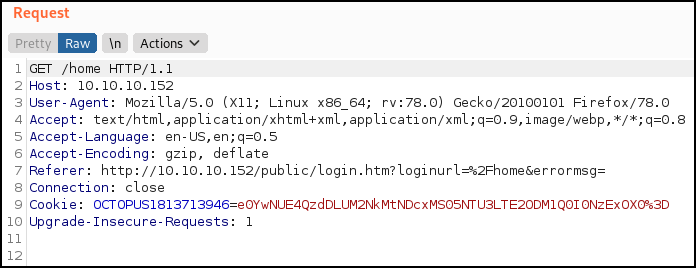 Request
Pretty Raw \n Actions
1 GET /home HTTP/1.1
2 Host: 10.10.10.152
3 User-Agent: Mozilla/5.0 (X11; Linux x86_64; rv:78.0) Gecko/20100101 Firefox/78.0
4 Accept: text/html,application/xhtml+xml,application/xml;q=0.9,image/webp,*/*;q=0.8
5 Accept-Language: en-US,en;q=0.5
6 Accept-Encoding: gzip, deflate
7 Referer: http://10.10.10.152/public/login.htm?loginurl=%2Fhome&errormsg=
8 Connection: close
9 Cookie: OCTOPUS1813713946=e0YwNUE4QzdDLUM2NkMtNDcxMS05NTU3LTE2ODM1Q0I0NzExOX0%3D
10 Upgrade-Insecure-Requests: 1
11
12